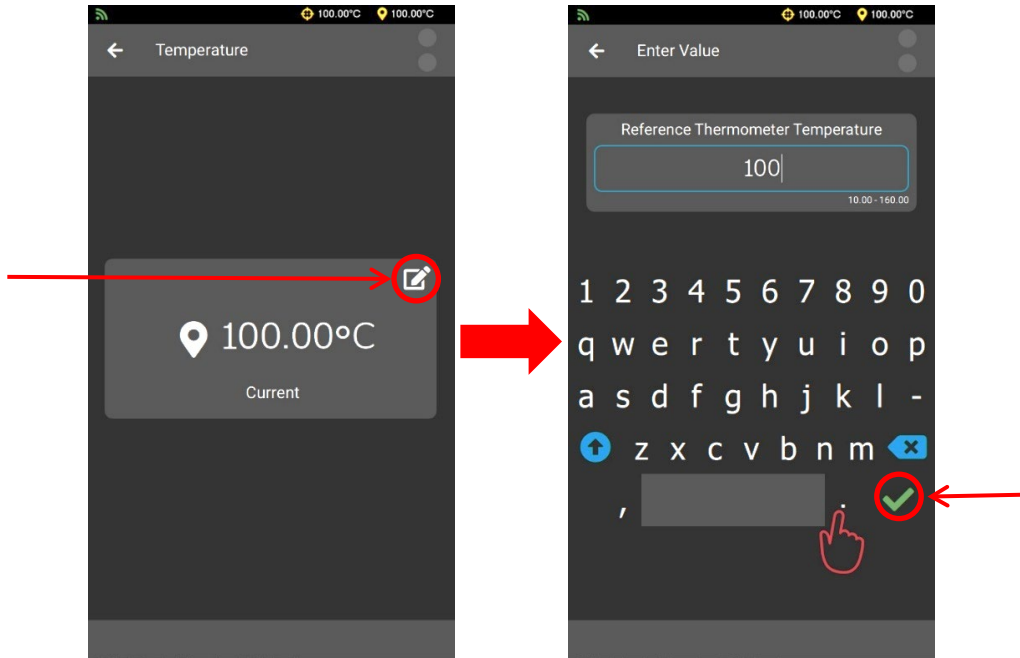 100.00°C 100.00°C
Temperature
100.00°C
Current
100.00°C 100.00°C
Enter Value
Reference Thermometer Temperature
100
10.00 - 160.00
1 2 3 4 5 6 7 8 9 0
q w e r t y u i o p
a s d f g h j k l -
z x c v b n m
, .